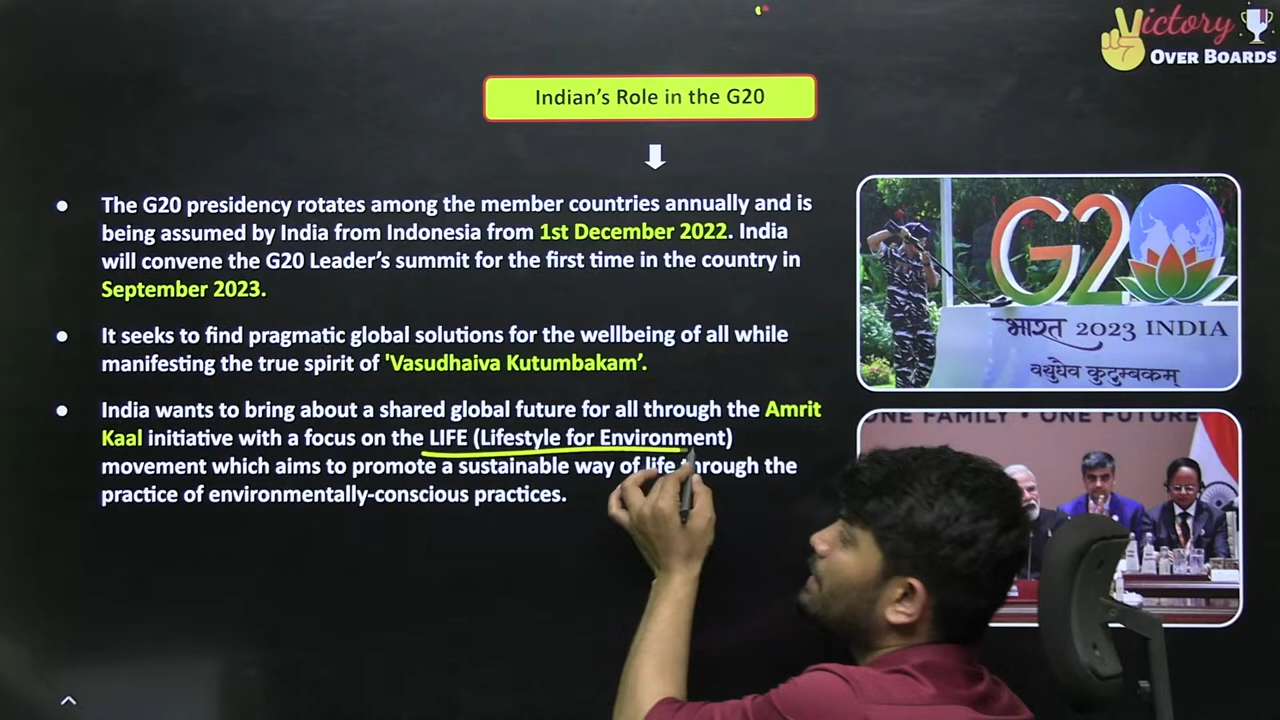 Victory
OVER BOARDS
Indian's Role in the G20
● The G20 presidency rotates among the member countries annually and is
being assumed by India from Indonesia from 1st December 2022. India
will convene the G20 Leader's summit for the first time in the country in
September 2023.
● It seeks to find pragmatic global solutions for the wellbeing of all while
manifesting the true spirit of 'Vasudhaiva Kutumbakam’.
● India wants to bring about a shared global future for all through the Amrit
Kaal initiative with a focus on the LIFE (Lifestyle for Environment)
movement which aims to promote a sustainable way of life through the
practice of environmentally-conscious practices.
G20
भारत 2023 INDIA
वसुधैव कुटुम्बकम्
ONE FAMILY • ONE FUTURE